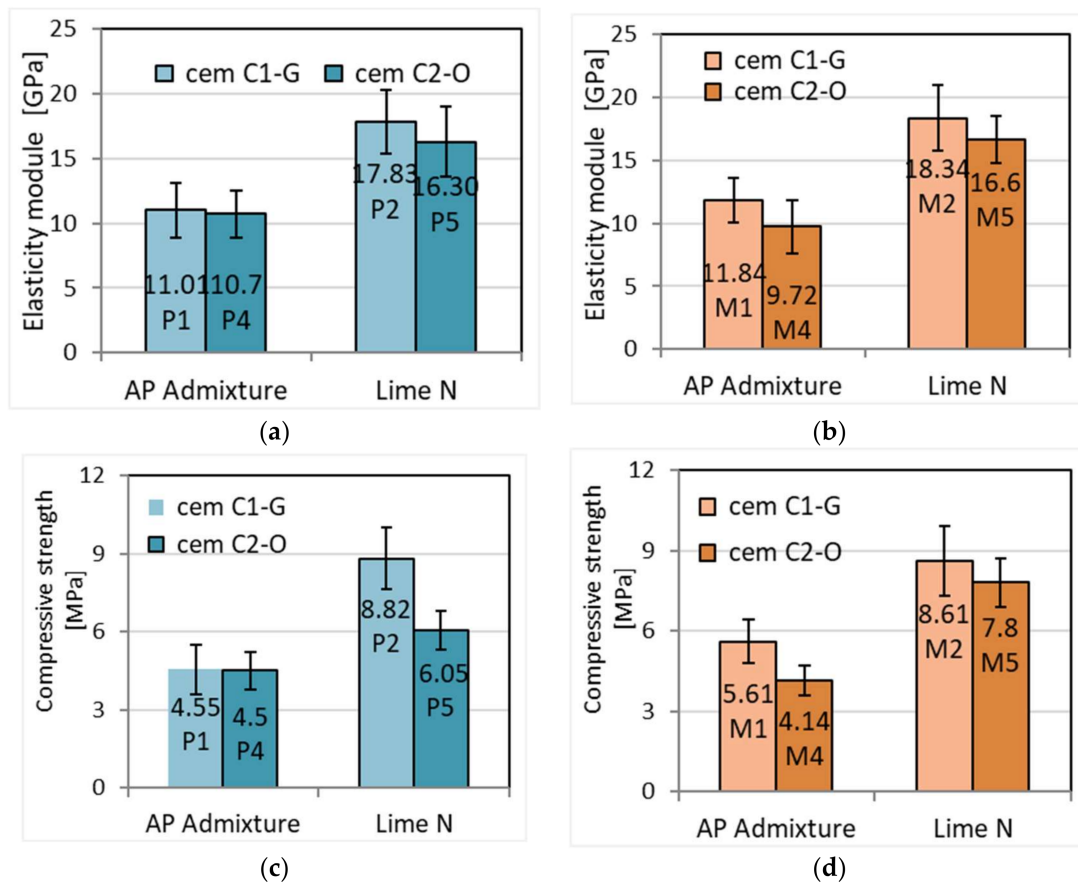 25
20
15
10
5
0
Elasticity module [GPa]
cem C1-G
cem C2-O
11.01
P1
110.7
P4
17.83
P2
16.30
P5
AP Admixture
Lime N
(a)
25
20
15
10
5
0
Elasticity module [GPa]
cem C1-G
cem C2-O
11.84
M1
9.72
M4
18.34
M2
16.6
M5
AP Admixture
Lime N
(b)
12
9
6
3
0
Compressive strength
[MPa]
cem C1-G
cem C2-O
4.55
P1
4.5
P4
8.82
P2
6.05
P5
AP Admixture
Lime N
(c)
12
9
6
3
0
Compressive strength
[MPa]
cem C1-G
cem C2-O
5.61
M1
4.14
M4
8.61
M2
7.8
M5
AP Admixture
Lime N
(d)